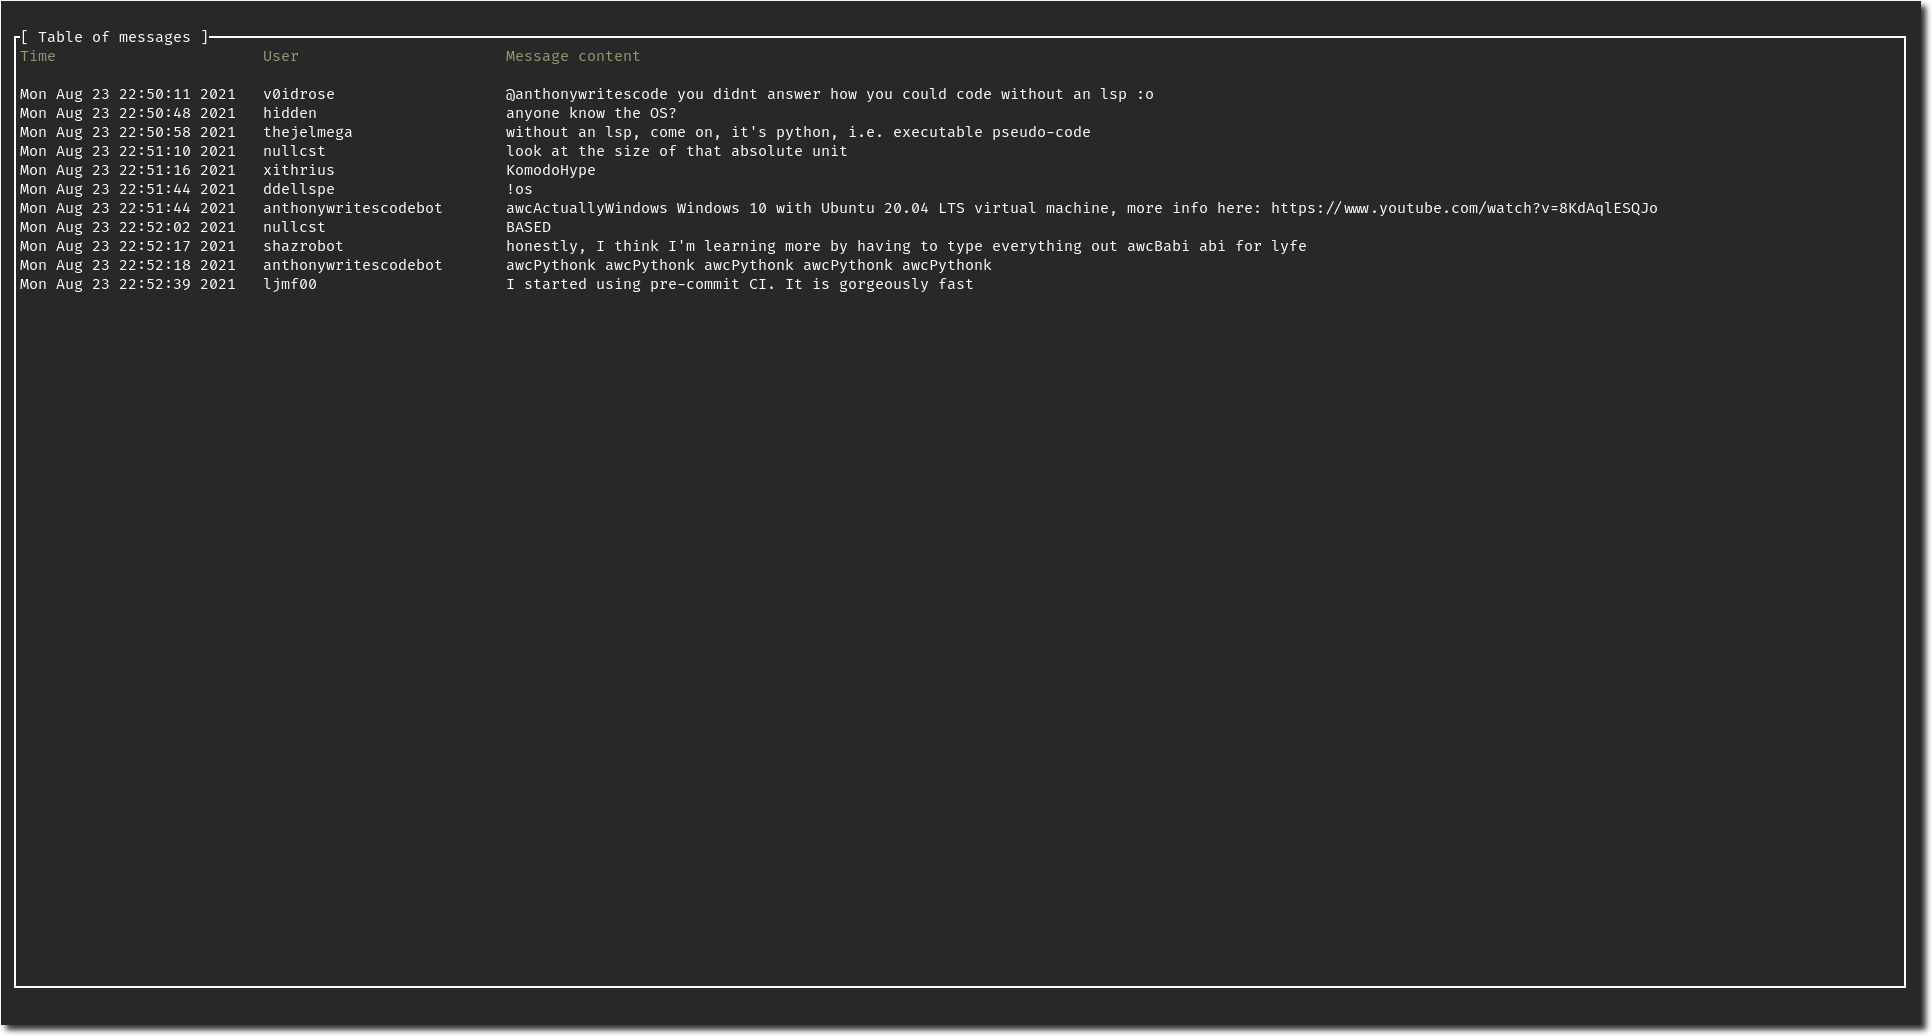 [ Table of messages ]
Time User Message content
Mon Aug 23 22:50:11 2021 v0idrose @anthonywritescode you didnt answer how you could code without an lsp :o
Mon Aug 23 22:50:48 2021 hidden anyone know the OS?
Mon Aug 23 22:50:58 2021 thejelmega without an lsp, come on, it's python, i.e. executable pseudo-code
Mon Aug 23 22:51:10 2021 nullcst look at the size of that absolute unit
Mon Aug 23 22:51:16 2021 xithrius KomodoHype
Mon Aug 23 22:51:44 2021 ddellspe !os
Mon Aug 23 22:51:44 2021 anthonywritescodebot awcActuallyWindows Windows 10 with Ubuntu 20.04 LTS virtual machine, more info here: https://www.youtube.com/watch?v=8KdAqlESQJo
Mon Aug 23 22:52:02 2021 nullcst BASED
Mon Aug 23 22:52:17 2021 shazrobot honestly, I think I'm learning more by having to type everything out awcBabi abi for lyfe
Mon Aug 23 22:52:18 2021 anthonywritescodebot awcPythonk awcPythonk awcPythonk awcPythonk awcPythonk
Mon Aug 23 22:52:39 2021 ljmf00 I started using pre-commit CI. It is gorgeously fast